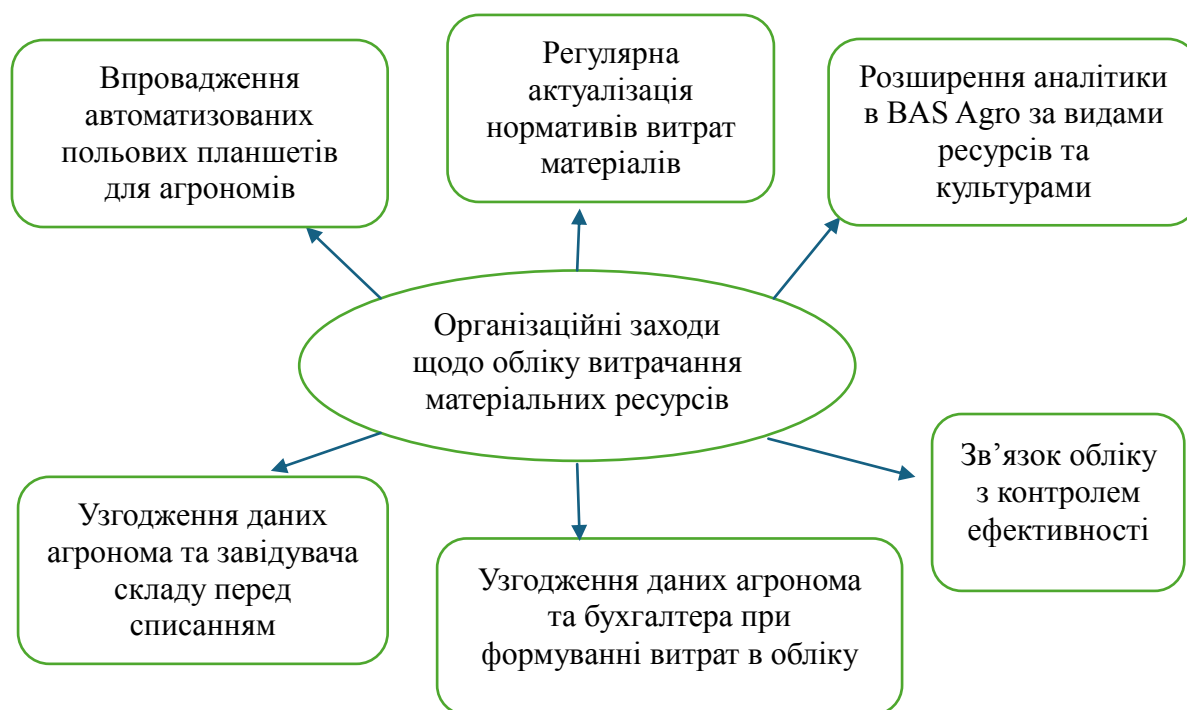 Впровадження
автоматизованих
польових планшетів
для агрономів
Регулярна
актуалізація
нормативів витрат
матеріалів
Розширення аналітики
в BAS Agro за видами
ресурсів та
культурами
Організаційні заходи
щодо обліку витрачання
матеріальних ресурсів
Узгодження даних
агронома та завідувача
складу перед
списанням
Узгодження даних агронома
та бухгалтера при
формуванні витрат в обліку
Зв’язок обліку
з контролем
ефективності